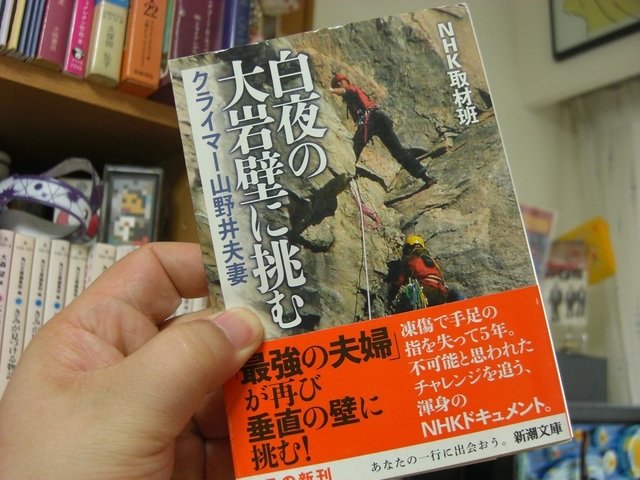 NHK取材班
白夜の
大岩壁に挑む
クライマー山野井夫妻
「最強の夫婦」
が再び
垂直の壁に
挑む!
凍傷で手足の
指を失って5年。
不可能と思われた
チャレンジを追う、
渾身の
NHKドキュメント。
の新刊
あなたの一行に出会おう。
新潮文庫
22